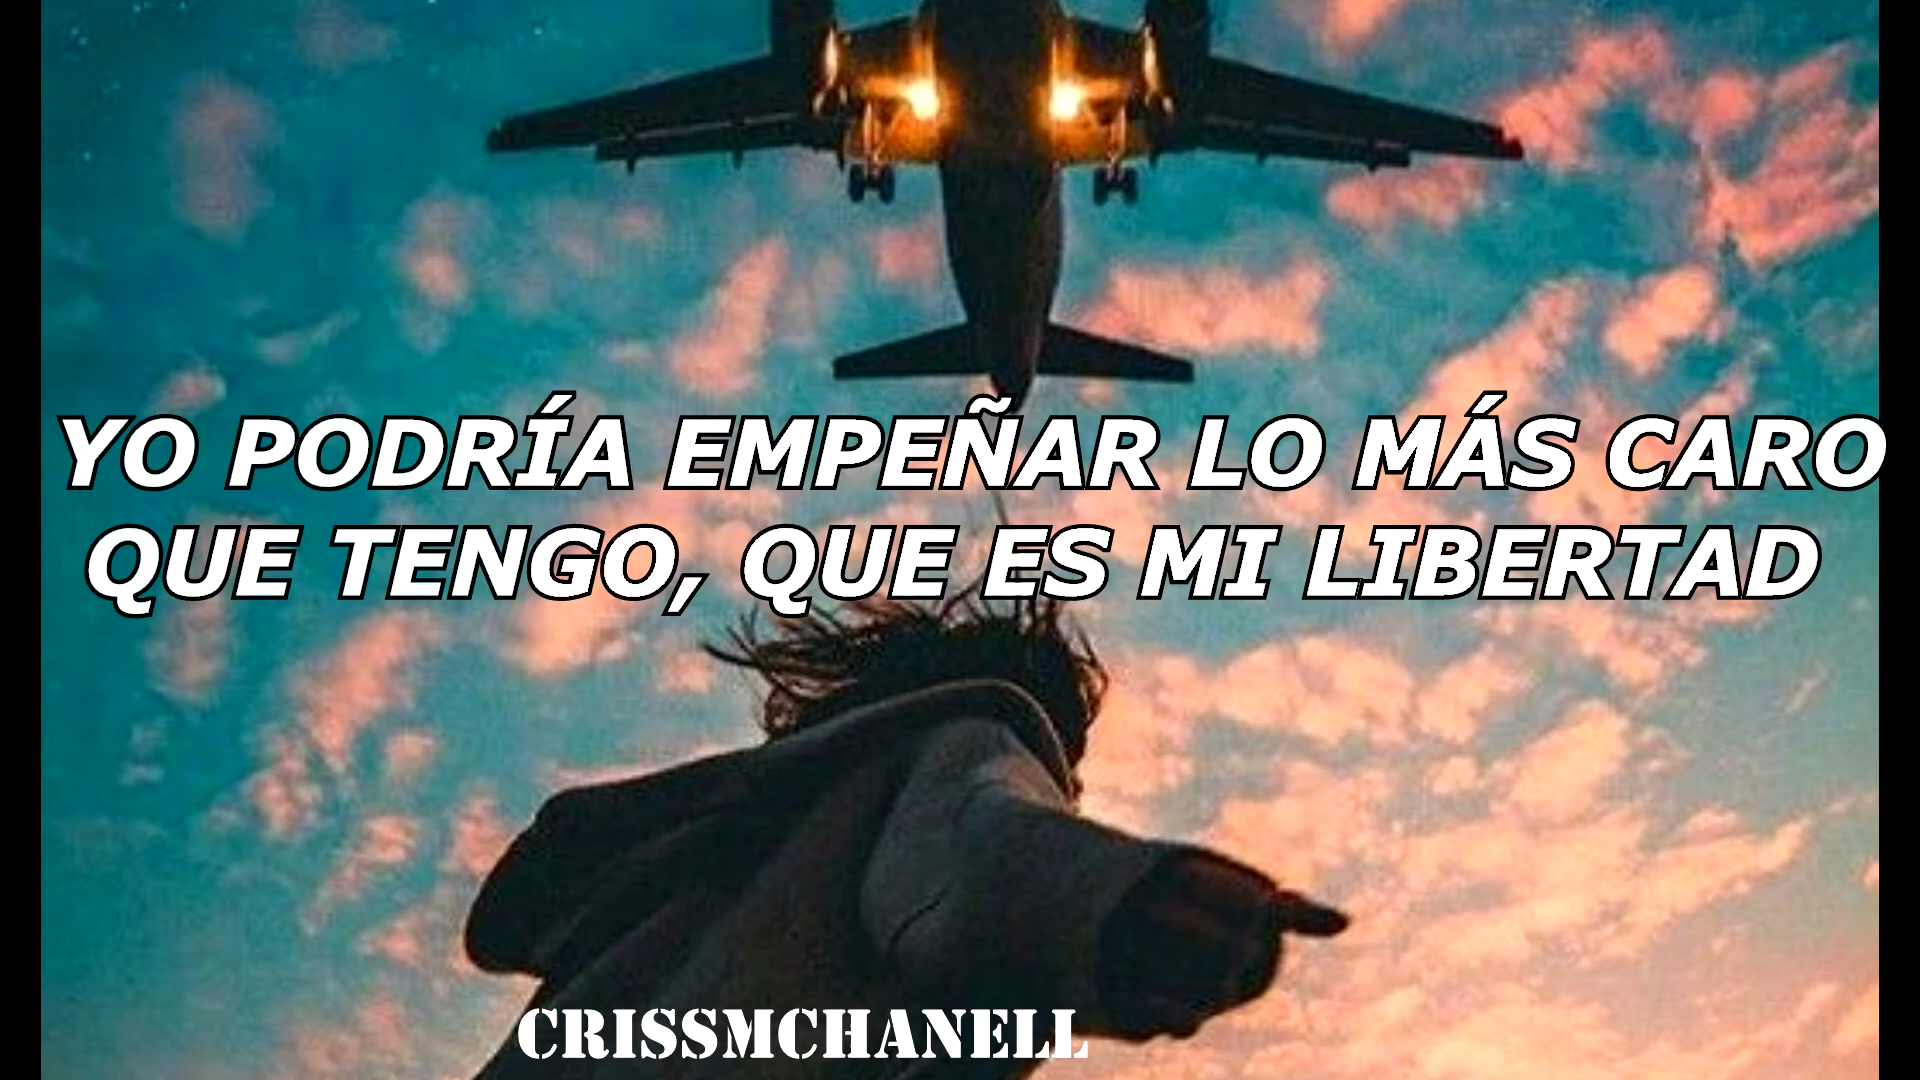 YO PODRÍA EMPEÑAR LO MÁS CARO
QUE TENGO, QUE ES MI LIBERTAD
CRISSMCHANELL